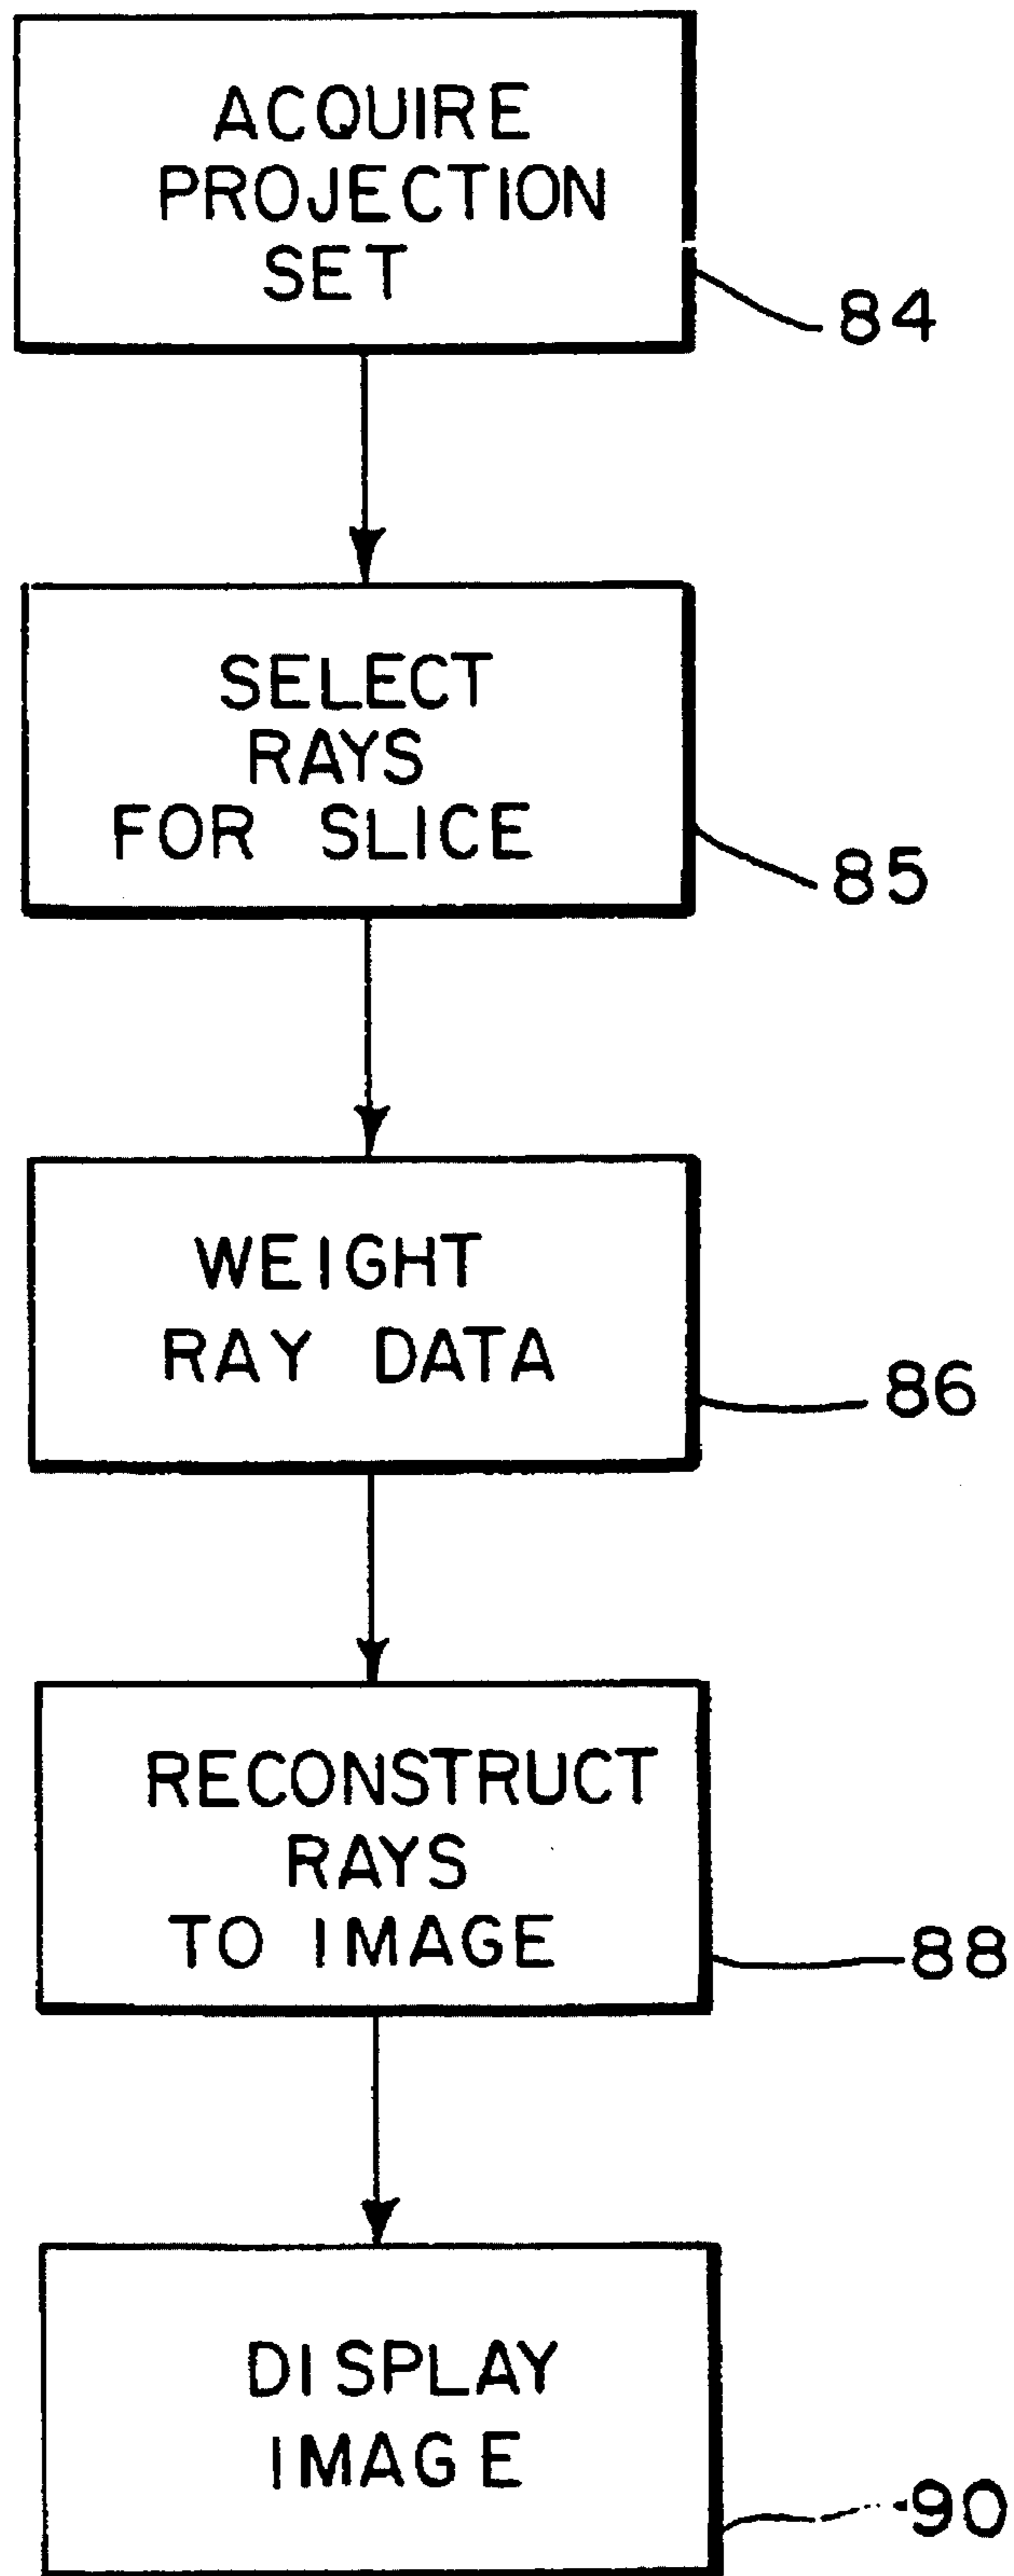 ACQUIRE
PROJECTION
SET
84
SELECT
RAYS
FOR SLICE
85
WEIGHT
RAY DATA
86
RECONSTRUCT
RAYS
TO IMAGE
88
DISPLAY
IMAGE
90